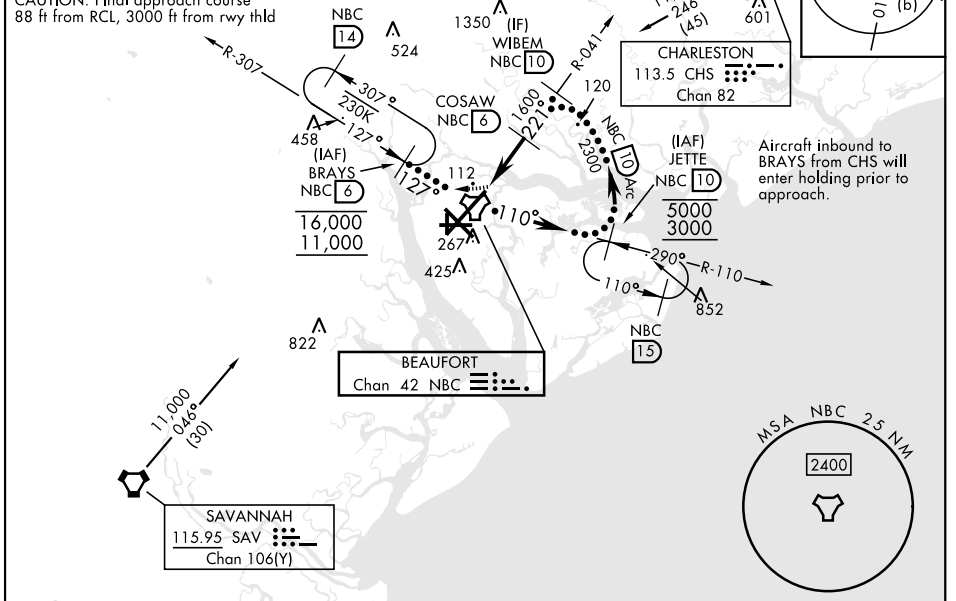 CAUTION: Final approach course
88 ft from RCL, 3000 ft from rwy thld
NBC
14
524
1350
(IF)
WIBEM
NBC 10
R-041
246
(45)
601
(b)
CHARLESTON
113.5 CHS
Chan 82
R-307
307°
230K
127°
458
COSAW
NBC 6
1600
221°
120
NBC 10 Arc
2300
(IAF)
JETTE
NBC 10
5000
3000
Aircraft inbound to
BRAYS from CHS will
enter holding prior to
approach.
(IAF)
BRAYS
NBC 6
16,000
11,000
127°
112
110°
267
425
290°
R-110
110°
852
NBC
15
822
BEAUFORT
Chan 42 NBC
11,000
046°
(30)
SAVANNAH
115.95 SAV
Chan 106(Y)
MSA NBC 25 NM
2400